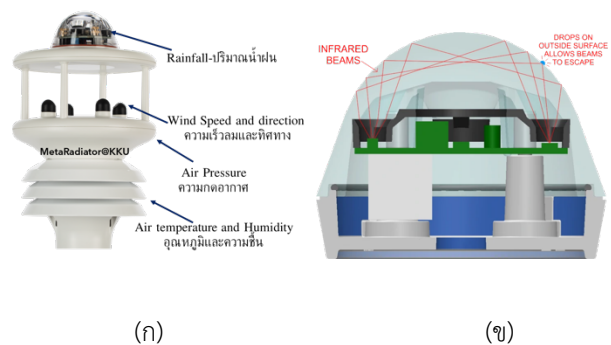 Rainfall-ปริมาณน้ำฝน
Wind Speed and direction
ความเร็วลมและทิศทาง
MetaRadiator@KKU
Air Pressure
ความกดอากาศ
Air temperature and Humidity
อุณหภูมิและความชื้น
(ก)
INFRARED
BEAMS
DROPS ON
OUTSIDE SURFACE
ALLOWS BEAMS
TO ESCAPE
(ข)